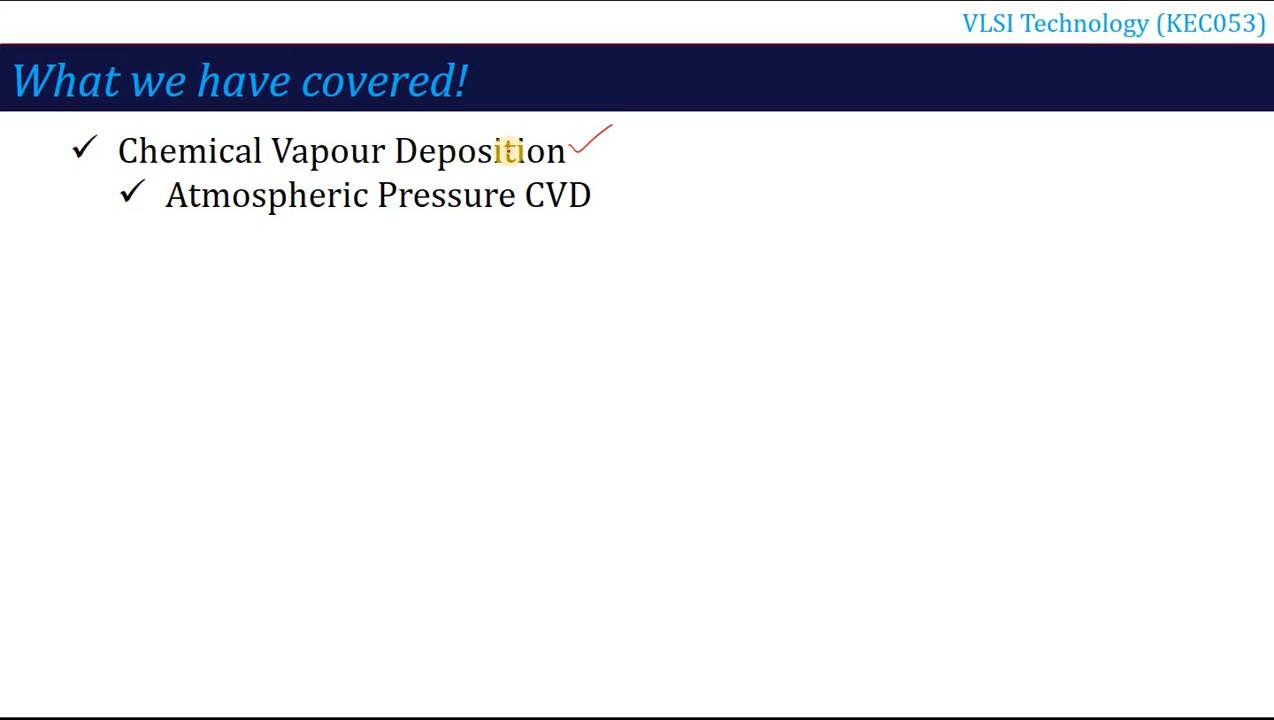 VLSI Technology (KEC053)
What we have covered!
✓ Chemical Vapour Deposition
✓ Atmospheric Pressure CVD